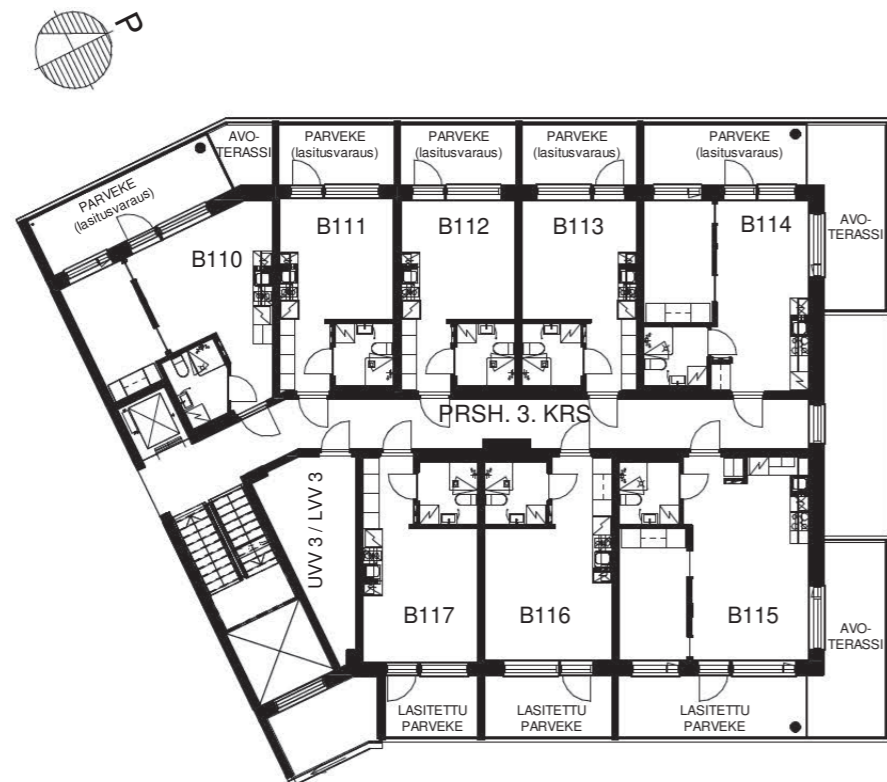 P
AVO-
TERASSI
PARVEKE
(lasitusvaraus)
PARVEKE
(lasitusvaraus)
PARVEKE
(lasitusvaraus)
PARVEKE
(lasitusvaraus)
PARVEKE
(lasitusvaraus)
B110
B111
B112
B113
B114
AVO-
TERASSI
PRSH. 3. KRS
UVV 3 / LVV 3
B117
B116
B115
AVO-
TERASSI
LASITETTU
PARVEKE
LASITETTU
PARVEKE
LASITETTU
PARVEKE